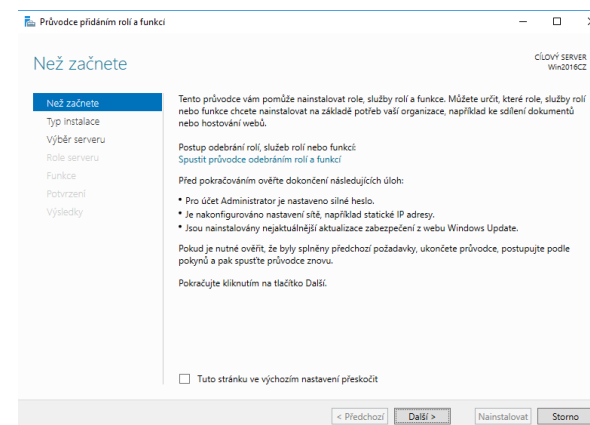 Průvodce přidáním rolí a funkcí
Než začnete
CÍLOVÝ SERVER
Win2016CZ
Než začnete
Typ instalace
Výběr serveru
Role serveru
Funkce
Potvrzení
Výsledky
Tento průvodce vám pomůže nainstalovat role, služby rolí a funkce. Můžete určit, které role, služby rolí
nebo funkce chcete nainstalovat na základě potřeb vaší organizace, například ke sdílení dokumentů
nebo hostování webů.
Postup odebrání rolí, služeb rolí nebo funkcí:
Spustit průvodce odebráním rolí a funkcí
Před pokračováním ověřte dokončení následujících úloh:
• Pro účet Administrator je nastaveno silné heslo.
• Je nakonfigurováno nastavení sítě, například statické IP adresy.
• Jsou nainstalovány nejaktuálnější aktualizace zabezpečení z webu Windows Update.
Pokud je nutné ověřit, že byly splněny předchozí požadavky, ukončete průvodce, postupujte podle
pokynů a pak spusťte průvodce znovu.
Pokračujte kliknutím na tlačítko Další.
Tuto stránku ve výchozím nastavení přeskočit
< Předchozí
Další >
Nainstalovat
Storno